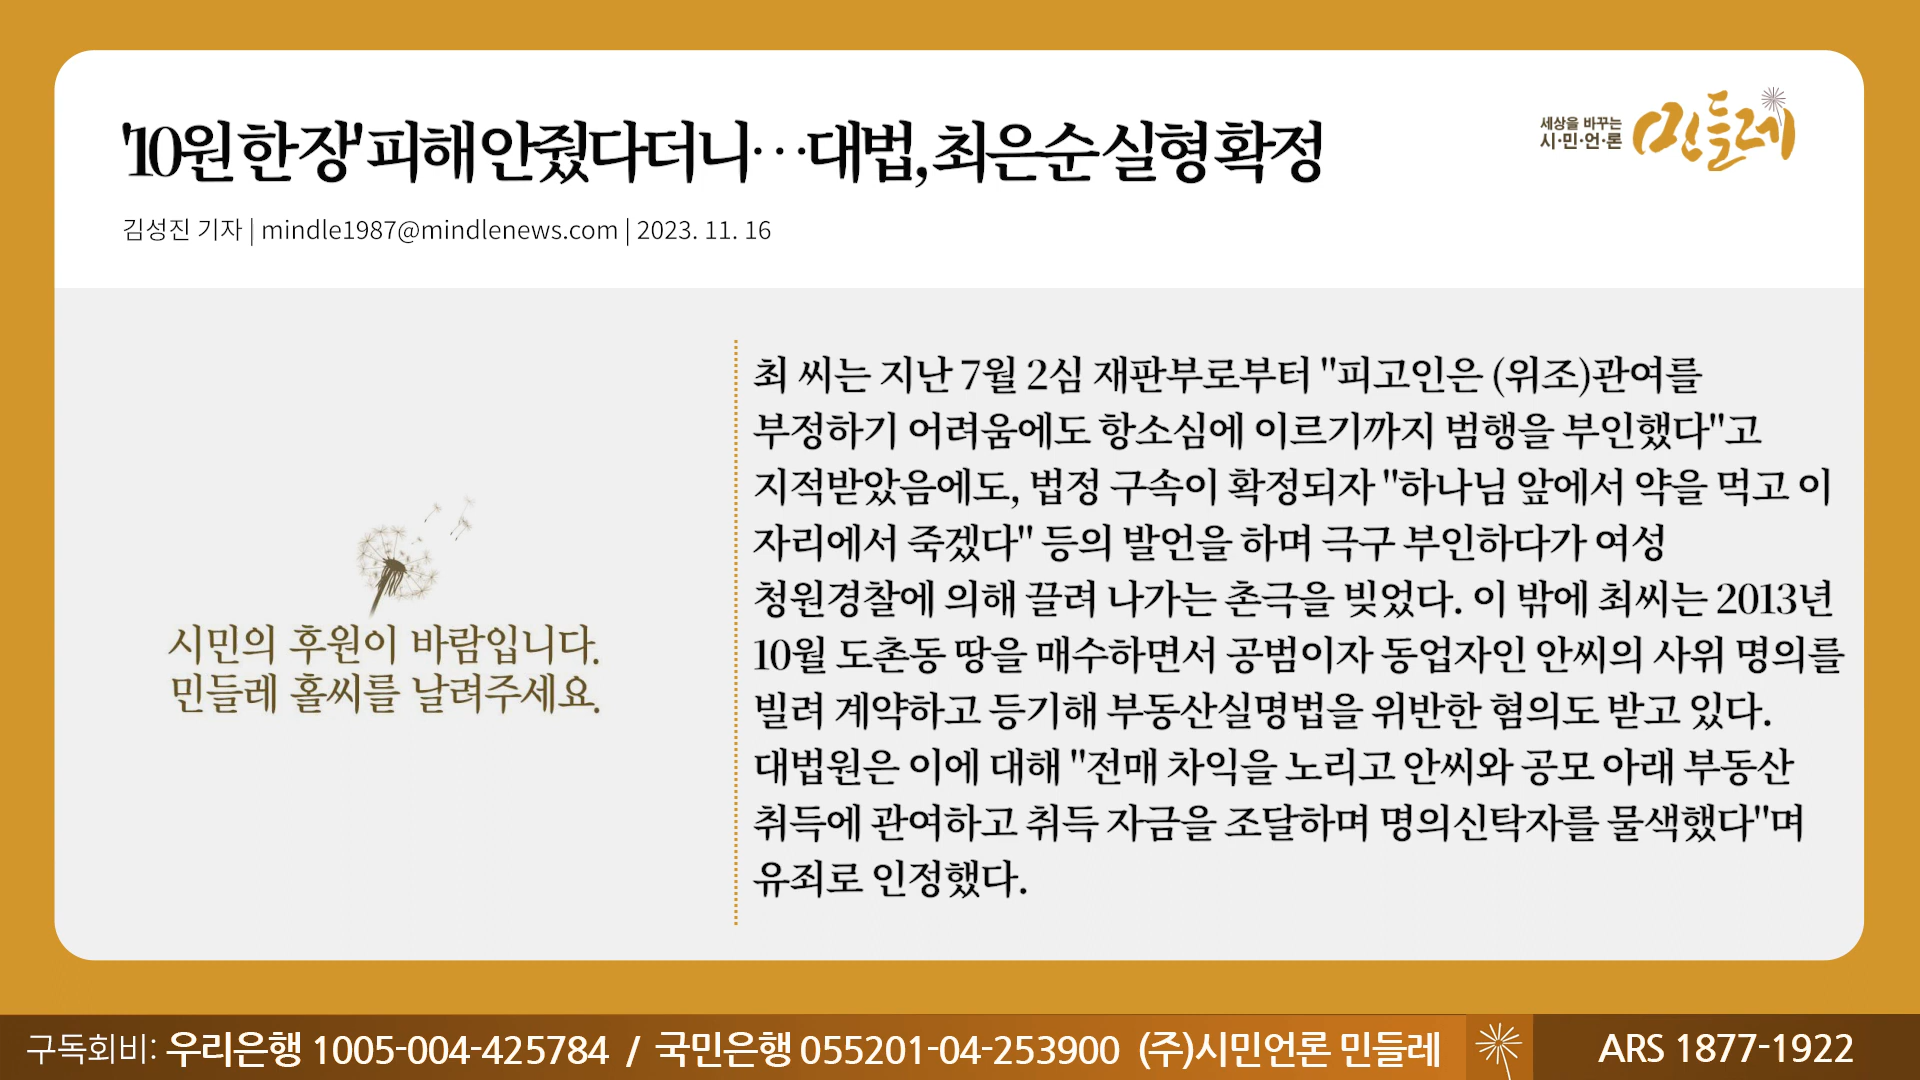 '10원 한 장' 피해 안줬다더니…대법, 최은순 실형 확정
세상을 바꾸는
시·민·언·론
민들레
김성진 기자 | mindle1987@mindlenews.com | 2023. 11. 16
시민의 후원이 바람입니다.
민들레 홀씨를 날려주세요.
최 씨는 지난 7월 2심 재판부로부터 "피고인은 (위조)관여를
부정하기 어려움에도 항소심에 이르기까지 범행을 부인했다"고
지적받았음에도, 법정 구속이 확정되자 "하나님 앞에서 약을 먹고 이
자리에서 죽겠다" 등의 발언을 하며 극구 부인하다가 여성
청원경찰에 의해 끌려 나가는 촌극을 빚었다. 이 밖에 최씨는 2013년
10월 도촌동 땅을 매수하면서 공범이자 동업자인 안씨의 사위 명의를
빌려 계약하고 등기해 부동산실명법을 위반한 혐의도 받고 있다.
대법원은 이에 대해 "전매 차익을 노리고 안씨와 공모 아래 부동산
취득에 관여하고 취득 자금을 조달하며 명의신탁자를 물색했다"며
유죄로 인정했다.
구독회비: 우리은행 1005-004-425784 / 국민은행 055201-04-253900 (주)시민언론 민들레
ARS 1877-1922